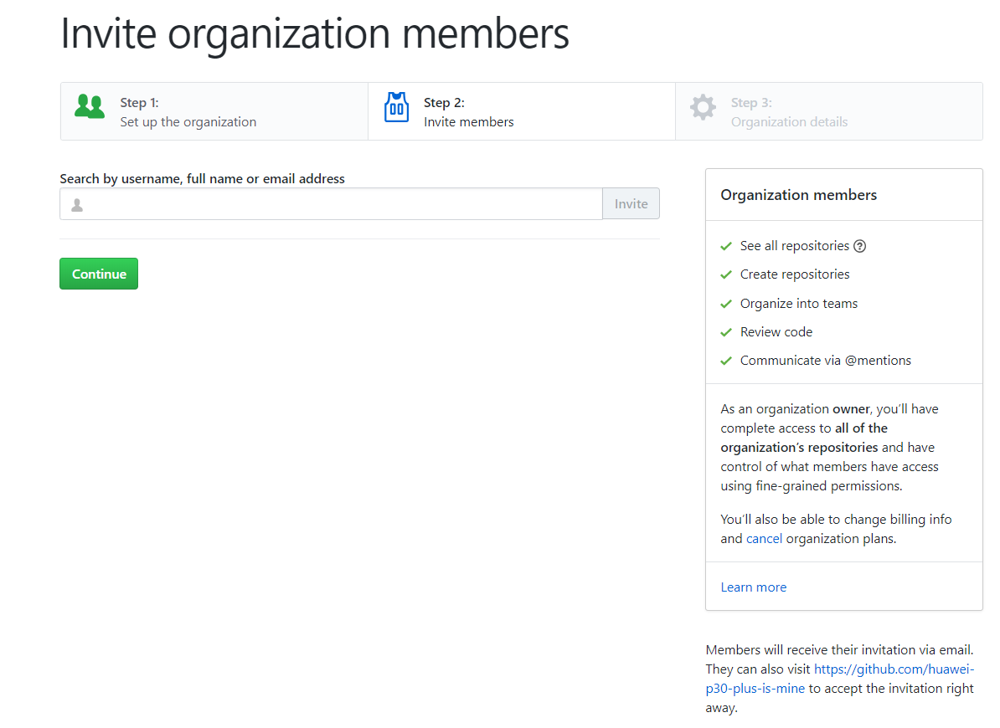 Invite organization members
Step 1:
Set up the organization
Step 2:
Invite members
Step 3:
Organization details
Search by username, full name or email address
Invite
Continue
Organization members
See all repositories
Create repositories
Organize into teams
Review code
Communicate via @mentions
As an organization owner, you’ll have
complete access to all of the
organization’s repositories and have
control of what members have access
using fine-grained permissions.
You’ll also be able to change billing info
and cancel organization plans.
Learn more
Members will receive their invitation via email.
They can also visit https://github.com/huawei-
p30-plus-is-mine to accept the invitation right
away.